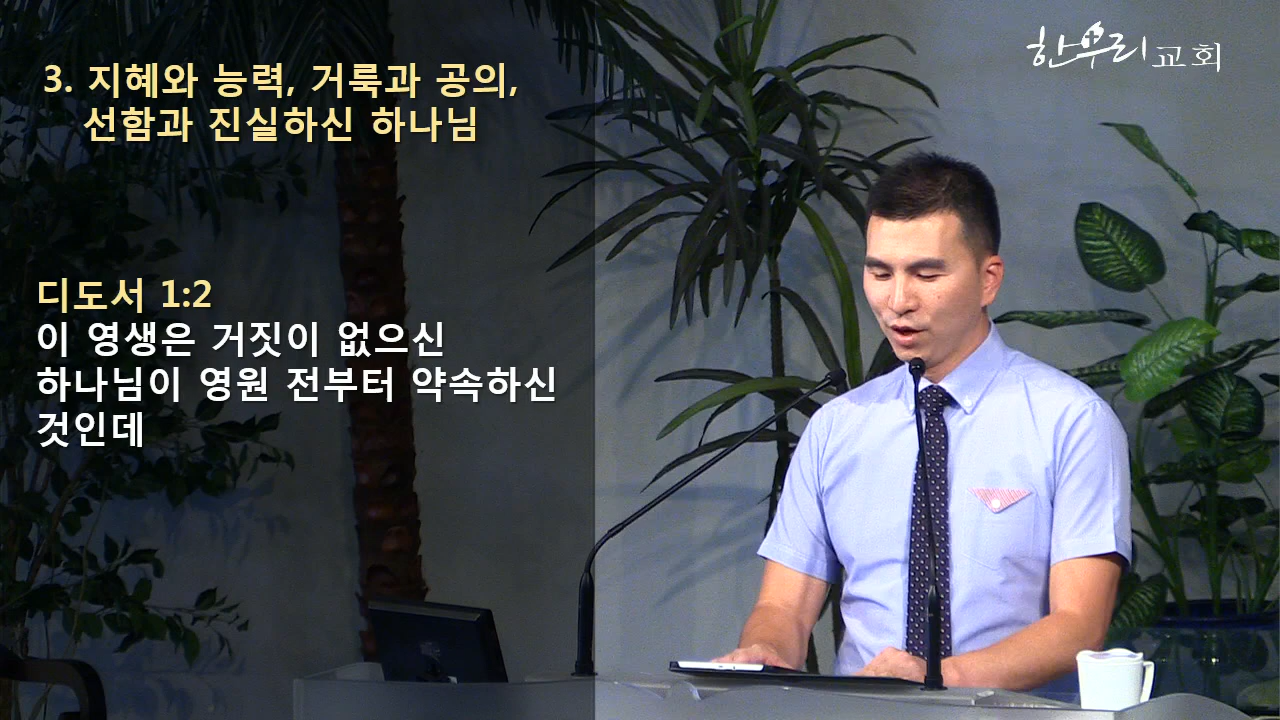 한우리교회
3. 지혜와 능력, 거룩과 공의,
선함과 진실하신 하나님
디도서 1:2
이 영생은 거짓이 없으신
하나님이 영원 전부터 약속하신
것인데